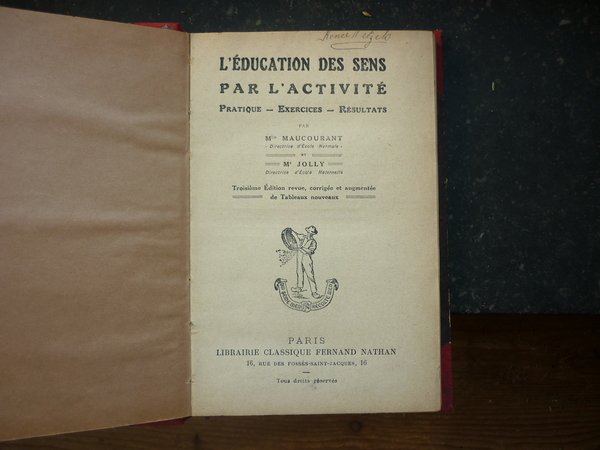 L'ÉDUCATION DES SENS
PAR L'ACTIVITÉ
PRATIQUE — EXERCICES — RÉSULTATS
PAR
Mlle MAUCOURANT
- Directrice d'École Normale -
ET
Me JOLLY
Directrice d'École Maternelle
Troisième Édition revue, corrigée et augmentée
de Tableaux nouveaux
PARIS
LIBRAIRIE CLASSIQUE FERNAND NATHAN
16, RUE DES FOSSÉS-SAINT-JACQUES, 16
Tous droits réservés